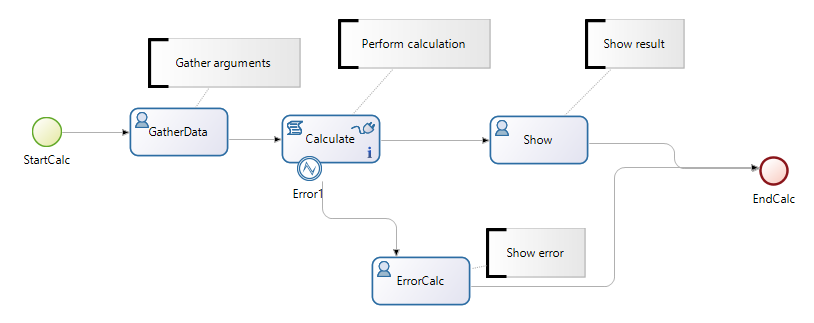 Gather arguments
Perform calculation
Show result
StartCalc
GatherData
Calculate
i
Show
EndCalc
Error1
ErrorCalc
Show error